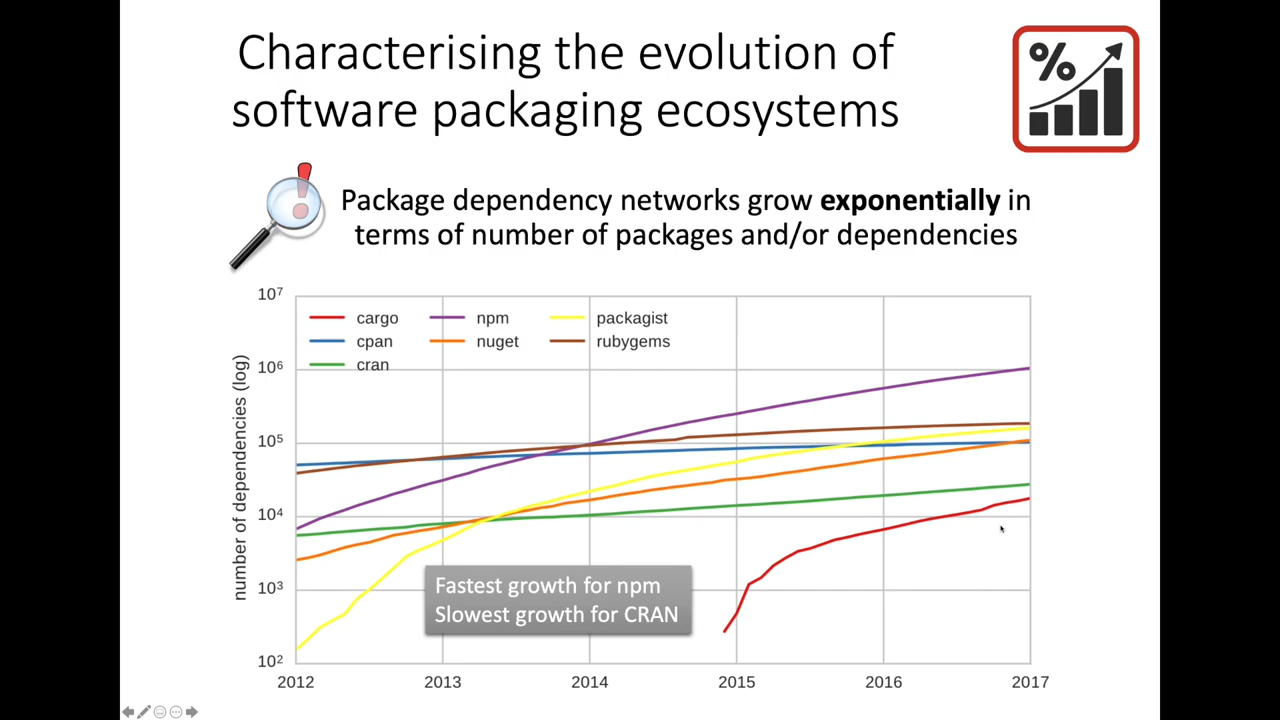 Characterising the evolution of
software packaging ecosystems
%
Package dependency networks grow exponentially in
terms of number of packages and/or dependencies
number of dependencies (log)
10⁷
10⁶
10⁵
10⁴
10³
10²
cargo npm packagist
cpan nuget rubygems
cran
Fastest growth for npm
Slowest growth for CRAN
2012 2013 2014 2015 2016 2017